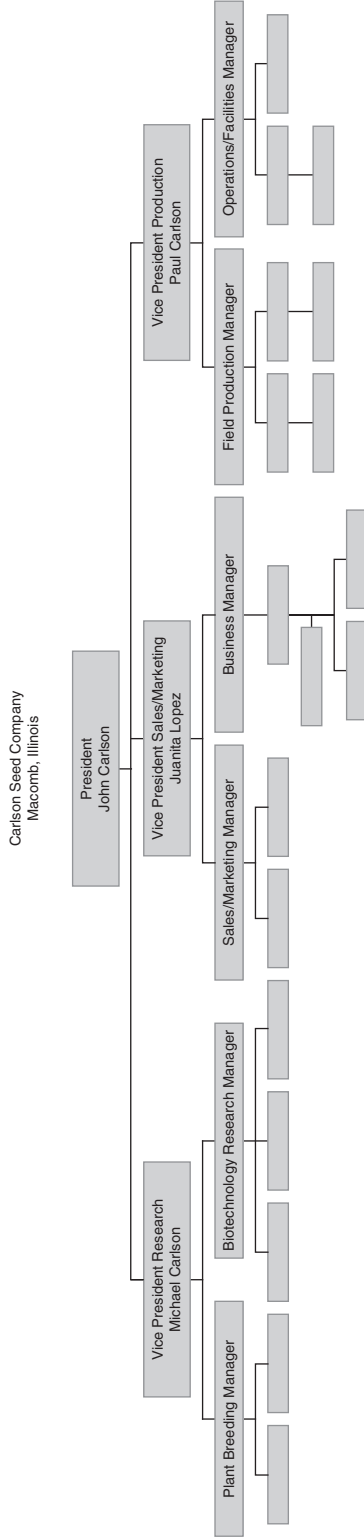 Carlson Seed Company
Macomb, Illinois
President
John Carlson
Vice President Research
Michael Carlson
Vice President Sales/Marketing
Juanita Lopez
Vice President Production
Paul Carlson
Plant Breeding Manager
Biotechnology Research Manager
Sales/Marketing Manager
Business Manager
Field Production Manager
Operations/Facilities Manager